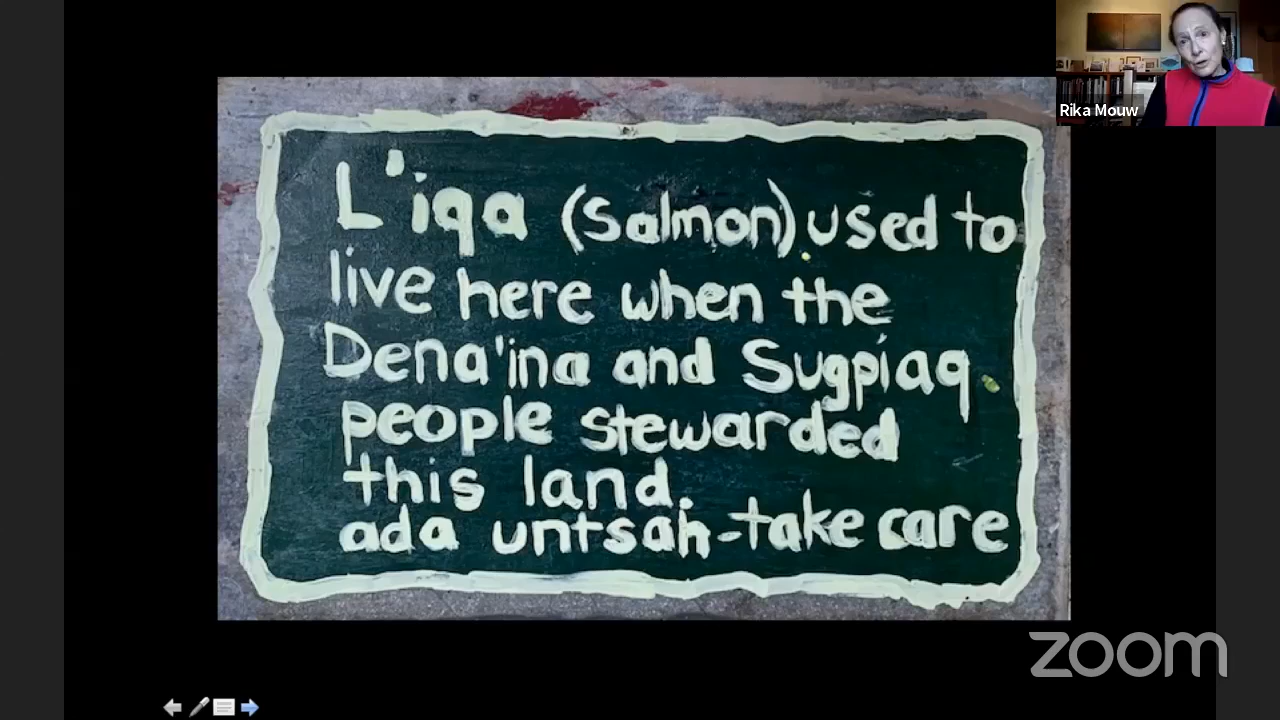 Rika Mouw
L'iqa (salmon) used to
live here when the
Dena'ina and Sugpiaq
people stewarded
this land.
ada untsah-take care
zoom